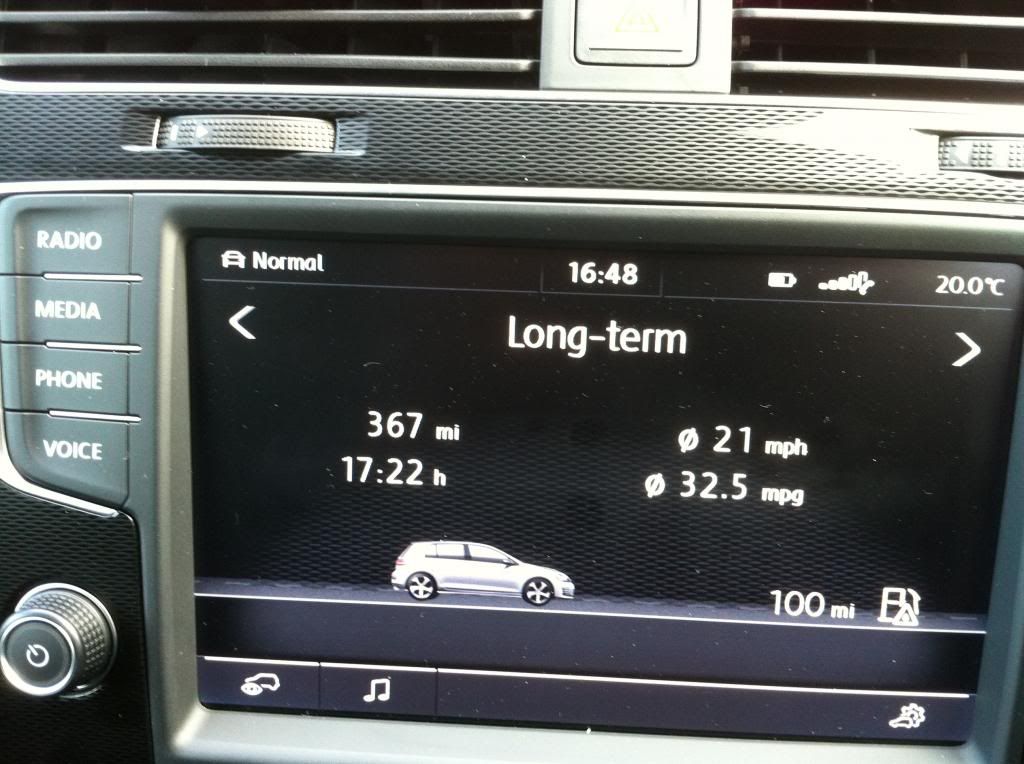 RADIO
MEDIA
PHONE
VOICE
Normal 16:48 20.0°C
Long-term
367 mi Ø 21 mph
17:22 h Ø 32.5 mpg
100 mi